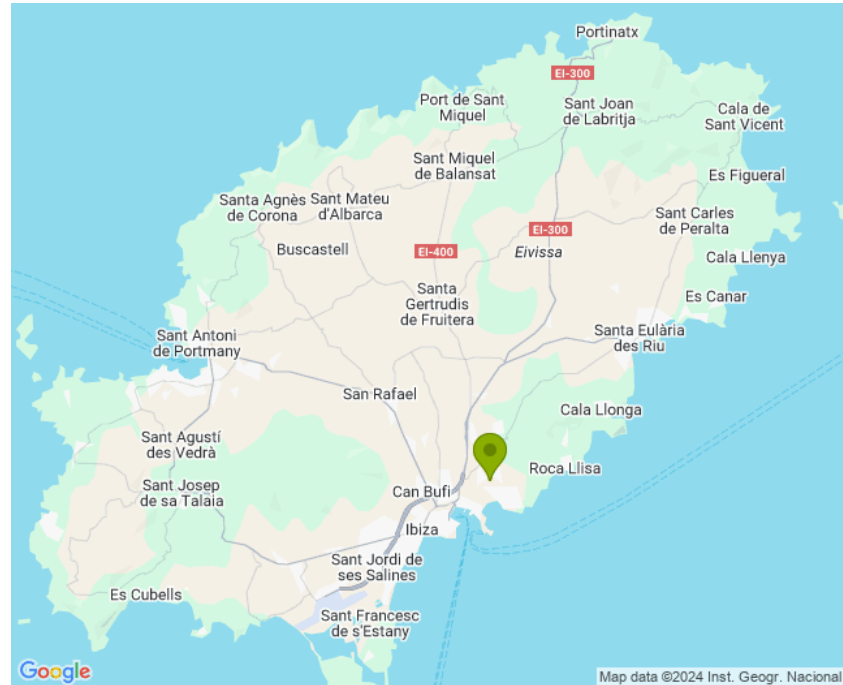 Portinatx
EI-300
Port de Sant
Miquel
Sant Joan
de Labritja
Cala de
Sant Vicent
Sant Miquel
de Balansat
Es Figueral
Santa Agnès
de Corona
Sant Mateu
d'Albarca
Sant Carles
de Peralta
EI-300
Buscastell
EI-400
Eivissa
Cala Llenya
Santa
Gertrudis
de Fruitera
Es Canar
Sant Antoni
de Portmany
Santa Eulària
des Riu
San Rafael
Cala Llonga
Sant Agustí
des Vedrà
Roca Llisa
Sant Josep
de sa Talaia
Can Bufi
Ibiza
Sant Jordi de
ses Salines
Es Cubells
Sant Francesc
de s'Estany
Google
Map data ©2024 Inst. Geogr. Nacional